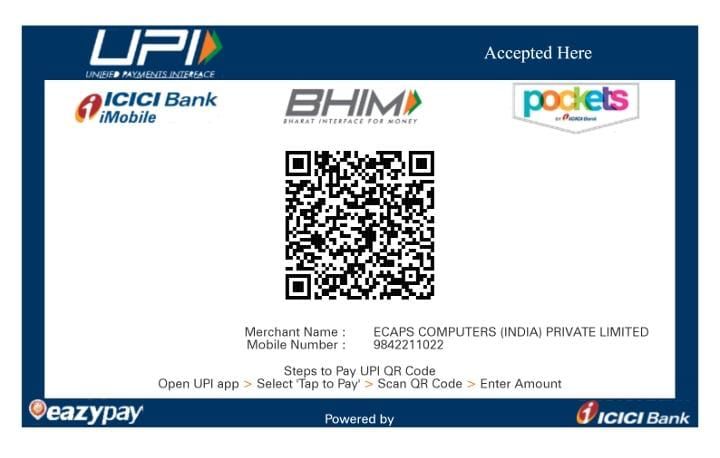 UPI Accepted Here
UNIFIED PAYMENTS INTERFACE
ICICI Bank
iMobile
BHIM
BHARAT INTERFACE FOR MONEY
pockets
BY ICICI Bank
Merchant Name : ECAPS COMPUTERS (INDIA) PRIVATE LIMITED
Mobile Number : 9842211022
Steps to Pay UPI QR Code
Open UPI app > Select 'Tap to Pay' > Scan QR Code > Enter Amount
eazypay Powered by ICICI Bank